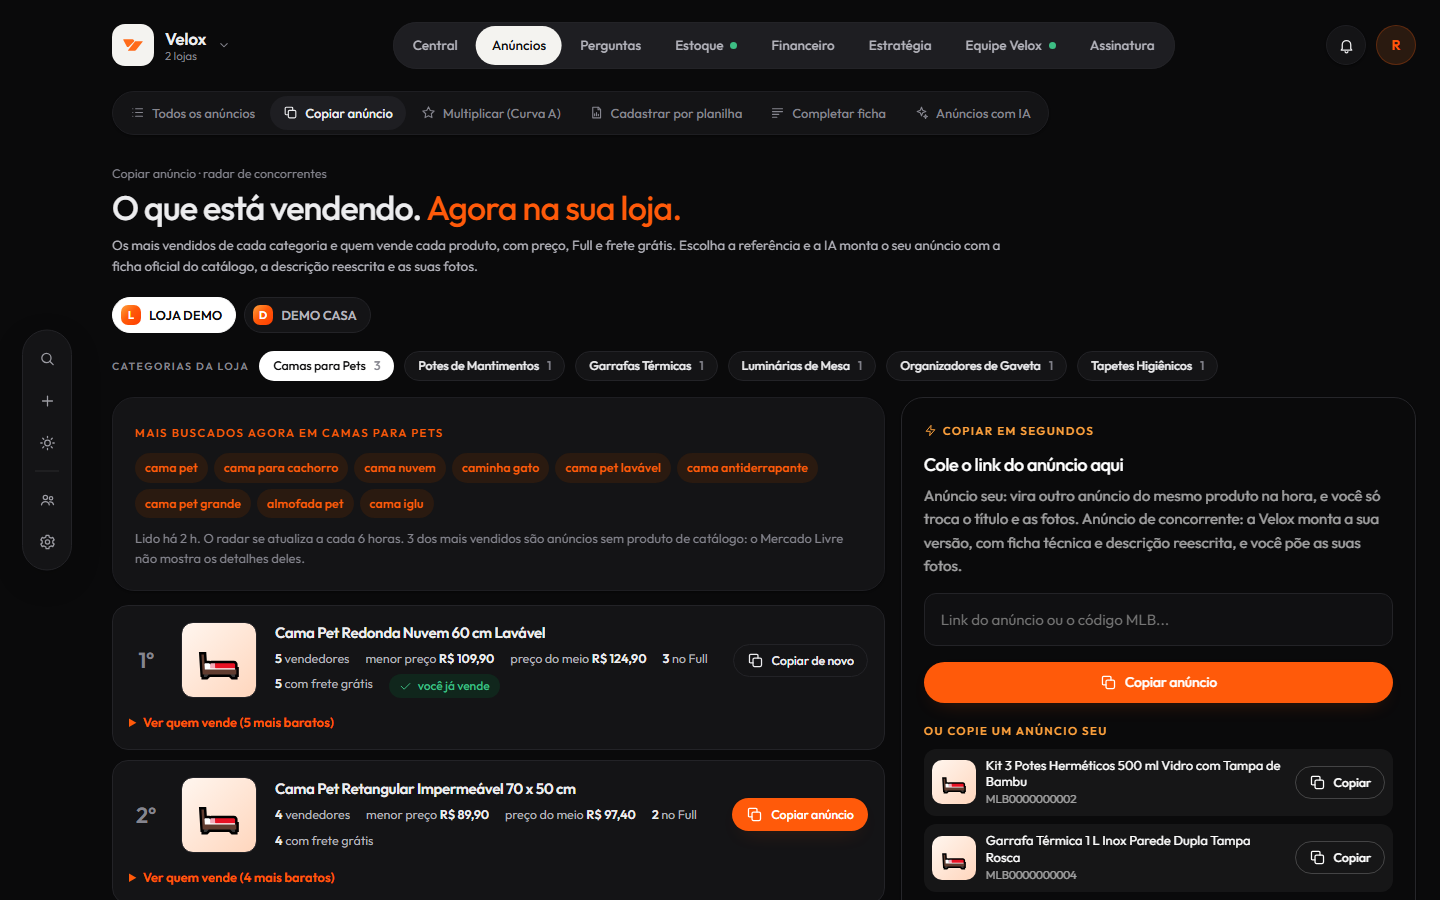 Velox
2 lojas
Central
Anúncios
Perguntas
Estoque
Financeiro
Estratégia
Equipe Velox
Assinatura
R
Todos os anúncios
Copiar anúncio
Multiplicar (Curva A)
Cadastrar por planilha
Completar ficha
Anúncios com IA
Copiar anúncio · radar de concorrentes
O que está vendendo. Agora na sua loja.
Os mais vendidos de cada categoria e quem vende cada produto, com preço, Full e frete grátis. Escolha a referência e a IA monta o seu anúncio com a
ficha oficial do catálogo, a descrição reescrita e as suas fotos.
L LOJA DEMO
D DEMO CASA
CATEGORIAS DA LOJA
Camas para Pets 3
Potes de Mantimentos 1
Garrafas Térmicas 1
Luminárias de Mesa 1
Organizadores de Gaveta 1
Tapetes Higiênicos 1
MAIS BUSCADOS AGORA EM CAMAS PARA PETS
cama pet
cama para cachorro
cama nuvem
caminha gato
cama pet lavável
cama antiderrapante
cama pet grande
almofada pet
cama iglu
Lido há 2 h. O radar se atualiza a cada 6 horas. 3 dos mais vendidos são anúncios sem produto de catálogo: o Mercado Livre
não mostra os detalhes deles.
1º
Cama Pet Redonda Nuvem 60 cm Lavável
5 vendedores menor preço R$ 109,90 preço do meio R$ 124,90 3 no Full
5 com frete grátis você já vende
Copiar de novo
Ver quem vende (5 mais baratos)
2º
Cama Pet Retangular Impermeável 70 x 50 cm
4 vendedores menor preço R$ 89,90 preço do meio R$ 97,40 2 no Full
4 com frete grátis
Copiar anúncio
Ver quem vende (4 mais baratos)
COPIAR EM SEGUNDOS
Cole o link do anúncio aqui
Anúncio seu: vira outro anúncio do mesmo produto na hora, e você só
troca o título e as fotos. Anúncio de concorrente: a Velox monta a sua
versão, com ficha técnica e descrição reescrita, e você põe as suas
fotos.
Link do anúncio ou o código MLB...
Copiar anúncio
OU COPIE UM ANÚNCIO SEU
Kit 3 Potes Herméticos 500 ml Vidro com Tampa de
Bambu
MLB0000000002
Copiar
Garrafa Térmica 1 L Inox Parede Dupla Tampa
Rosca
MLB0000000004
Copiar